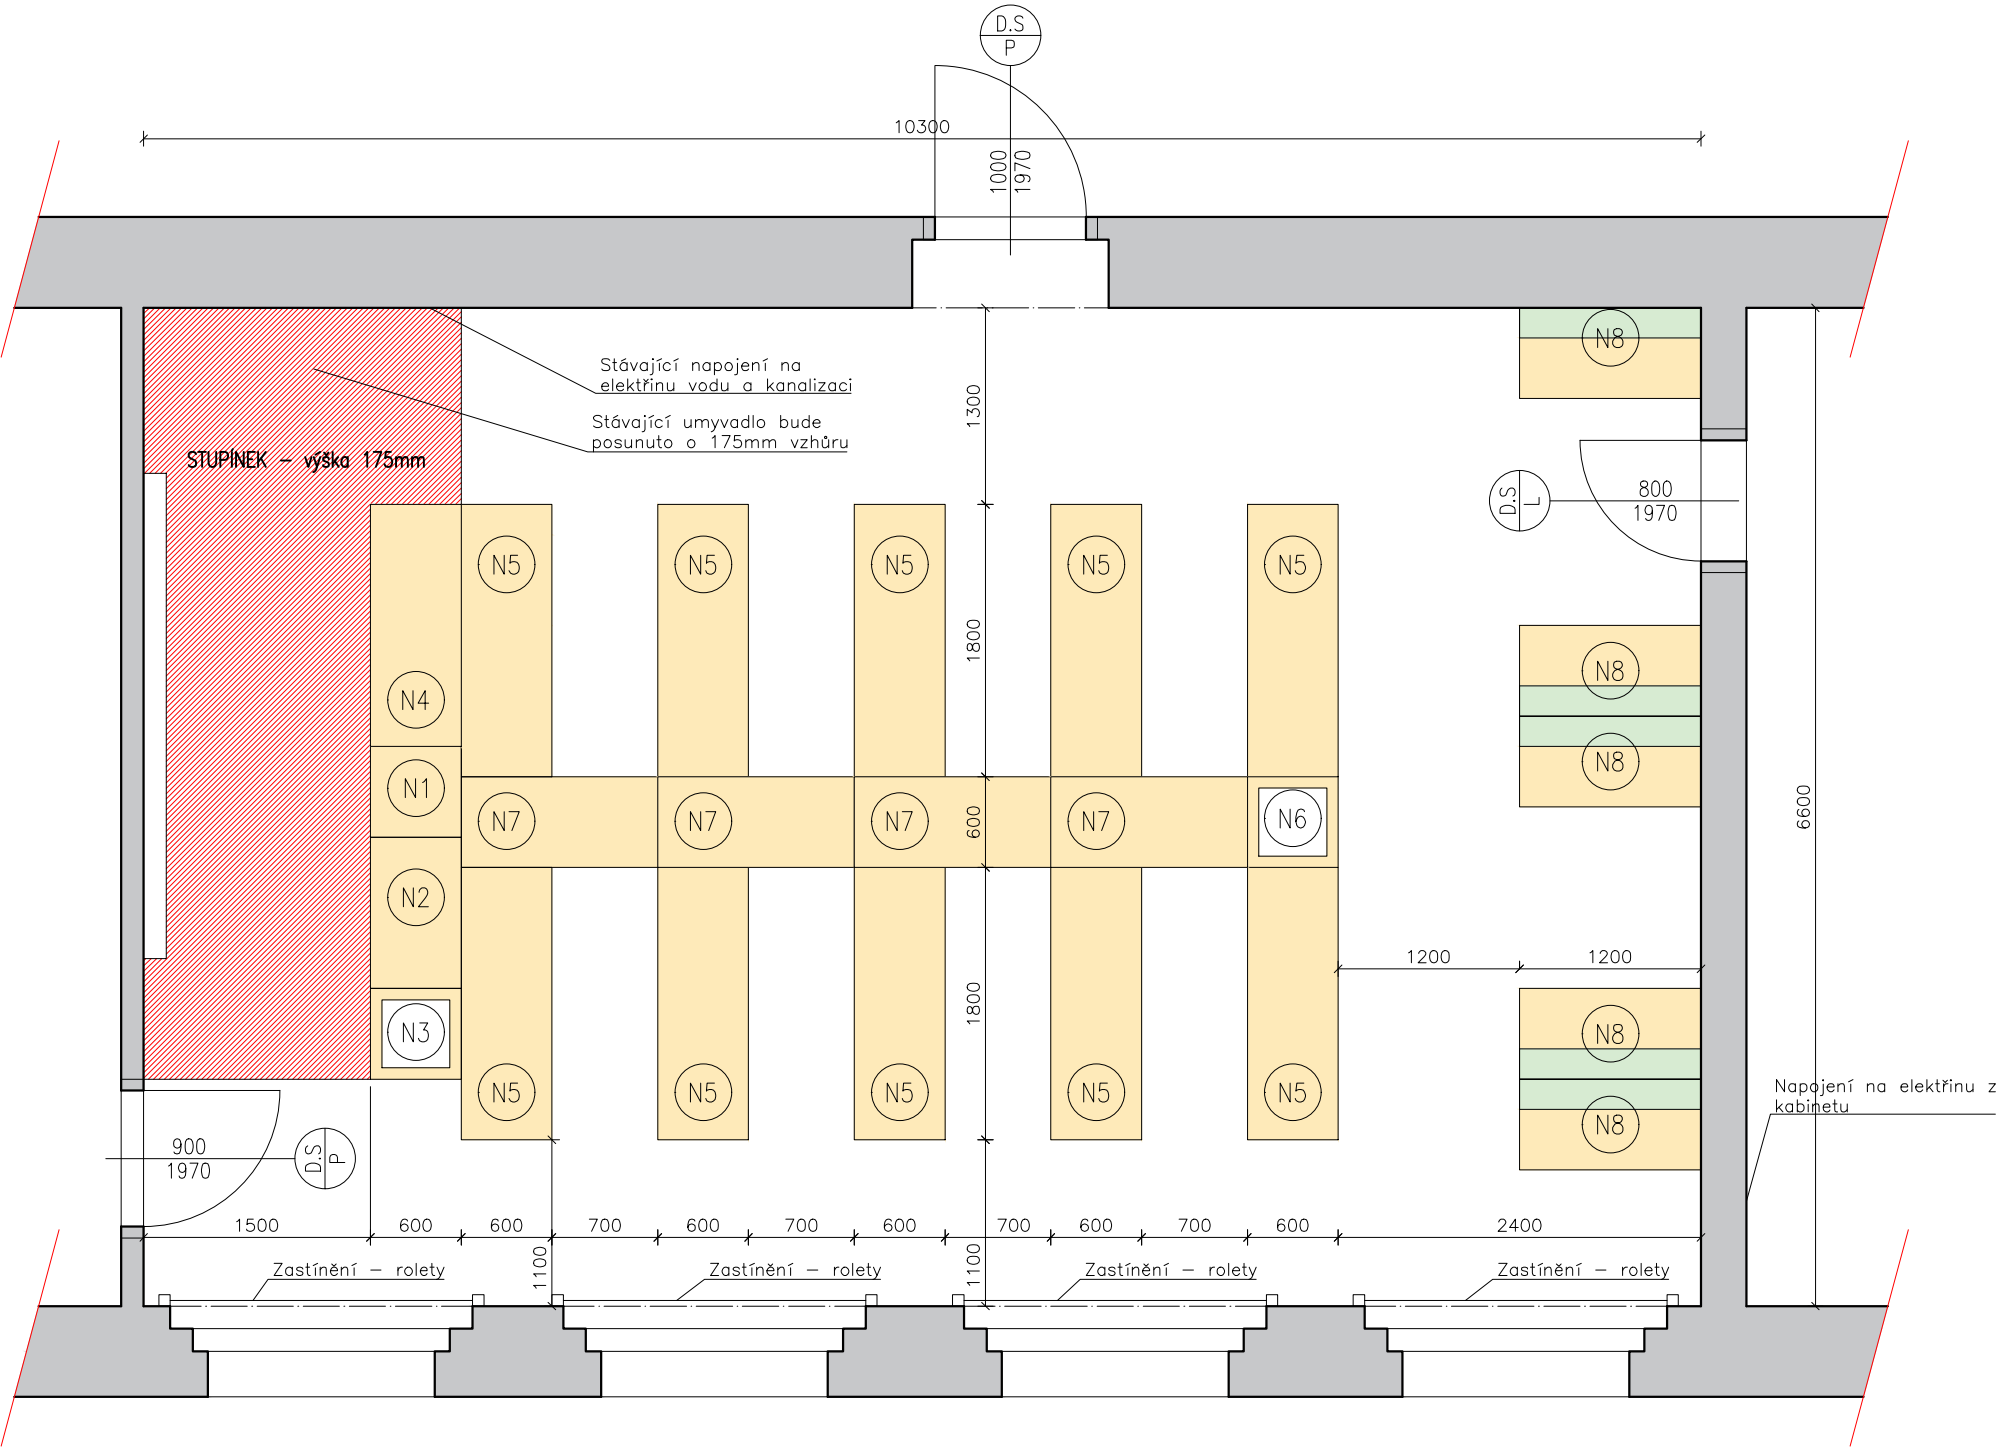 D.S
P
10300
1000
1970
Stávající napojení na
elektřinu vodu a kanalizaci
Stávající umyvadlo bude
posunuto o 175mm vzhůru
STUPÍNEK – výška 175mm
1300
N8
D.S
L
800
1970
N5
N5
N5
N5
N5
1800
N4
N8
N1
N8
N7
N7
N7
600
N7
N6
6600
N2
1200
1200
1800
N3
N8
N5
N5
N5
N5
N5
N8
Napojení na elektřinu z
kabinetu
900
1970
D.S
P
1500
600
600
700
600
700
600
700
600
700
600
2400
1100
1100
Zastínění – rolety
Zastínění – rolety
Zastínění – rolety
Zastínění – rolety